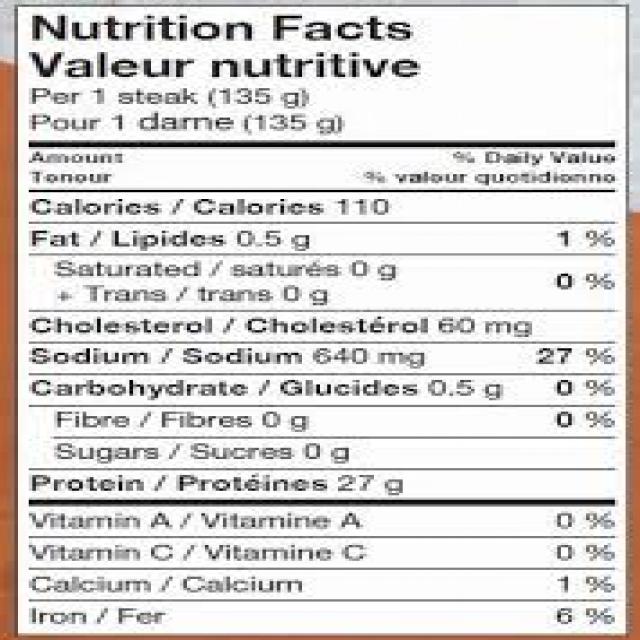 Nutrition Facts
Valeur nutritive
Per 1 steak (135 g)
Pour 1 darne (135 g)
Amount % Daily Value
Teneur % valeur quotidienne
Calories / Calories 110
Fat / Lipides 0.5 g 1 %
Saturated / saturés 0 g
+ Trans / trans 0 g 0 %
Cholesterol / Cholestérol 60 mg
Sodium / Sodium 640 mg 27 %
Carbohydrate / Glucides 0.5 g 0 %
Fibre / Fibres 0 g 0 %
Sugars / Sucres 0 g
Protein / Protéines 27 g
Vitamin A / Vitamine A 0 %
Vitamin C / Vitamine C 0 %
Calcium / Calcium 1 %
Iron / Fer 6 %